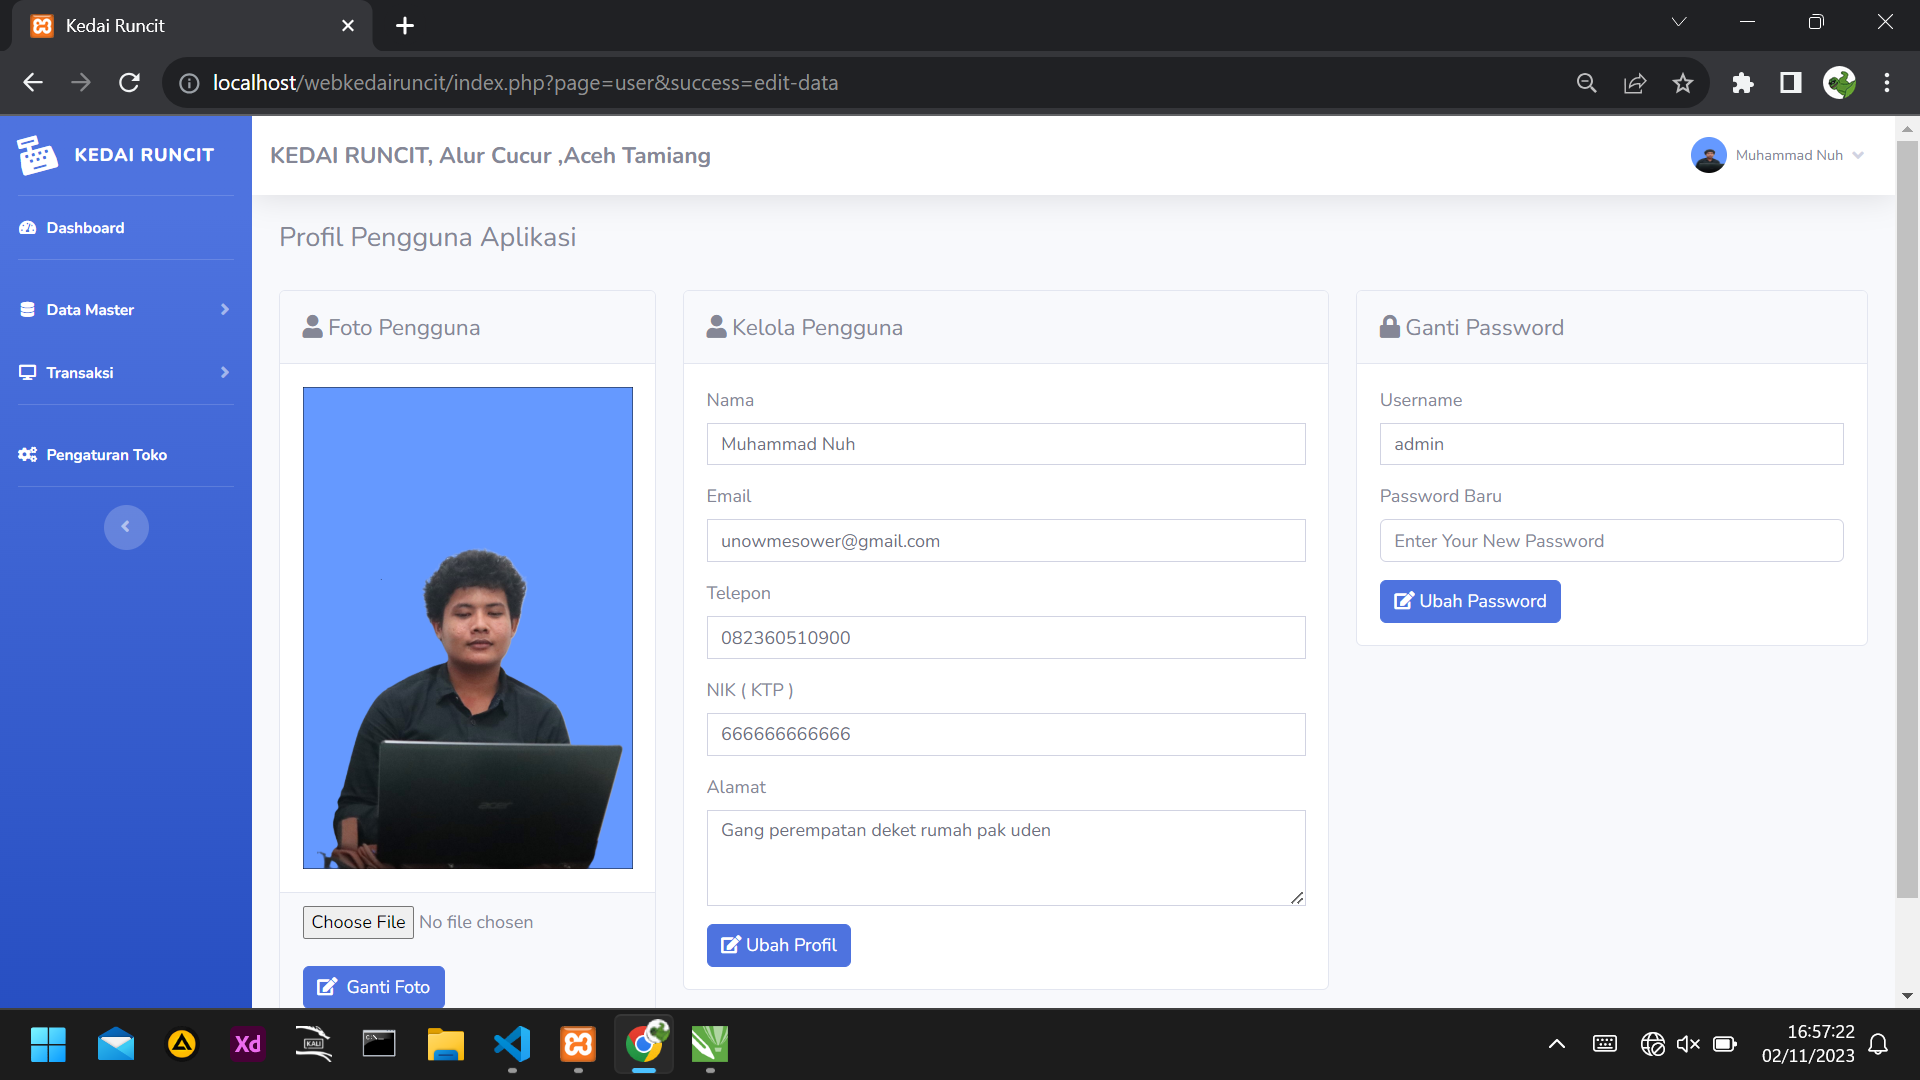 Kedai Runcit
localhost/webkedairuncit/index.php?page=user&success=edit-data
KEDAI RUNCIT
KEDAI RUNCIT, Alur Cucur ,Aceh Tamiang
Muhammad Nuh
Dashboard
Data Master
Transaksi
Pengaturan Toko
Profil Pengguna Aplikasi
Foto Pengguna
acer
Choose File No file chosen
Ganti Foto
Kelola Pengguna
Nama
Muhammad Nuh
Email
unowmesower@gmail.com
Telepon
082360510900
NIK ( KTP )
666666666666
Alamat
Gang perempatan deket rumah pak uden
Ubah Profil
Ganti Password
Username
admin
Password Baru
Enter Your New Password
Ubah Password
Xd
KALI
16:57:22
02/11/2023